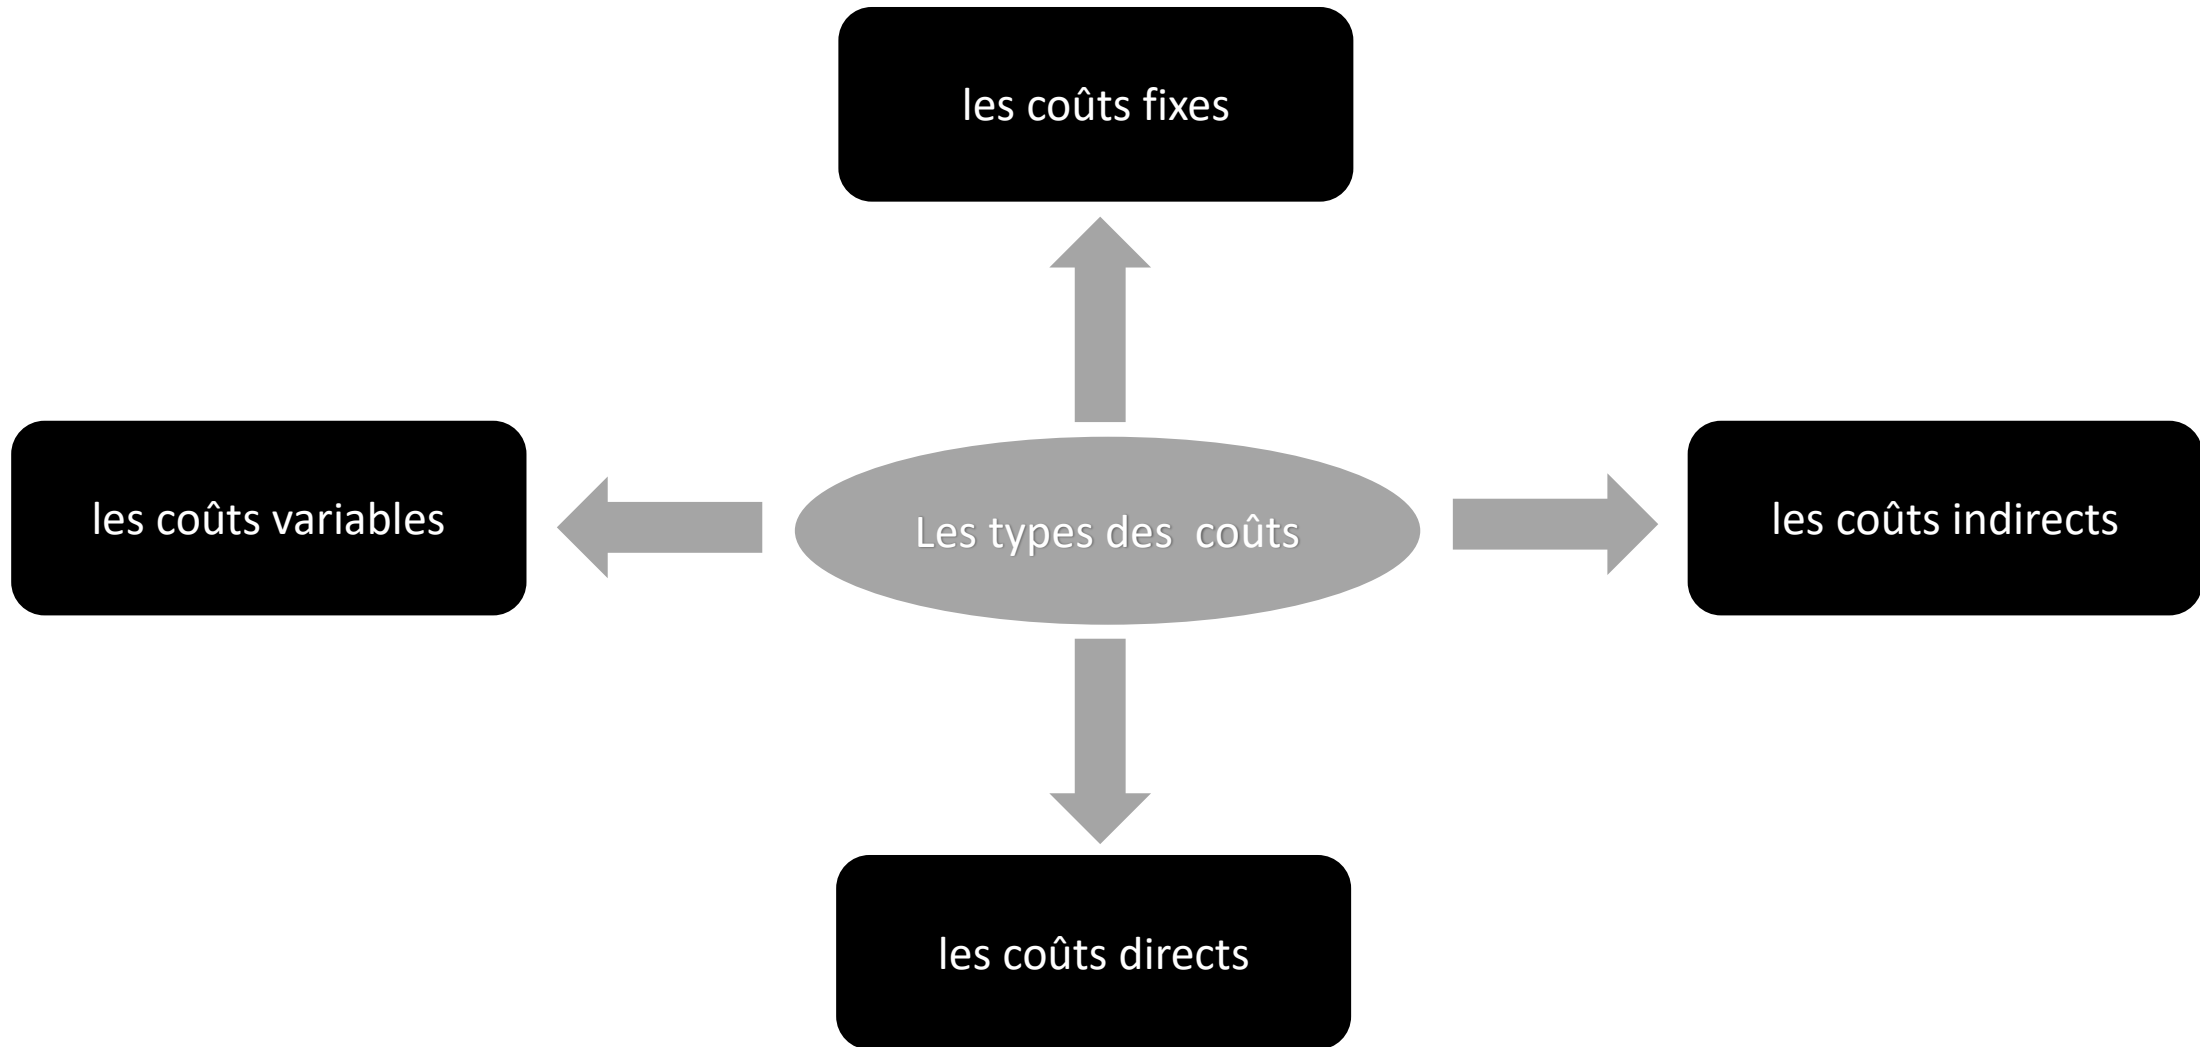 les coûts fixes
les coûts variables
Les types des  coûts
les coûts indirects
les coûts directs